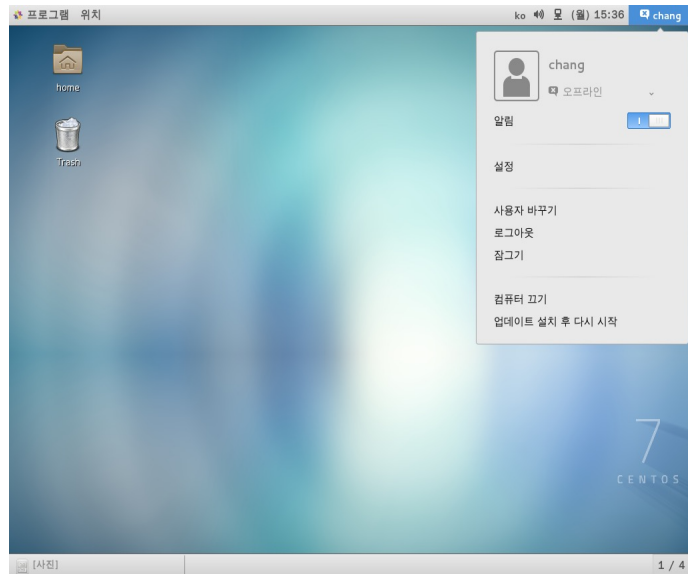 프로그램 위치
ko (월) 15:36 chang
home
Trash
chang
오프라인
알림
설정
사용자 바꾸기
로그아웃
잠그기
컴퓨터 끄기
업데이트 설치 후 다시 시작
7
CENTOS
[사진]
1 / 4